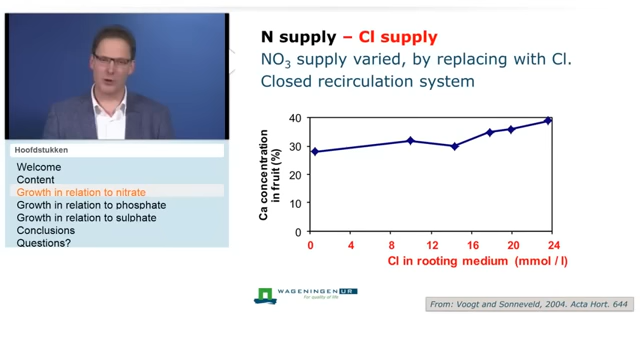 N supply – Cl supply
NO3 supply varied, by replacing with Cl.
Closed recirculation system
Hoofdstukken
Welcome
Content
Growth in relation to nitrate
Growth in relation to phosphate
Growth in relation to sulphate
Conclusions
Questions?
Ca concentration
in fruit (%)
40
30
20
10
0
0 4 8 12 16 20 24
Cl in rooting medium (mmol / l)
WAGENINGEN UR
For quality of life
From: Voogt and Sonneveld, 2004. Acta Hort. 644